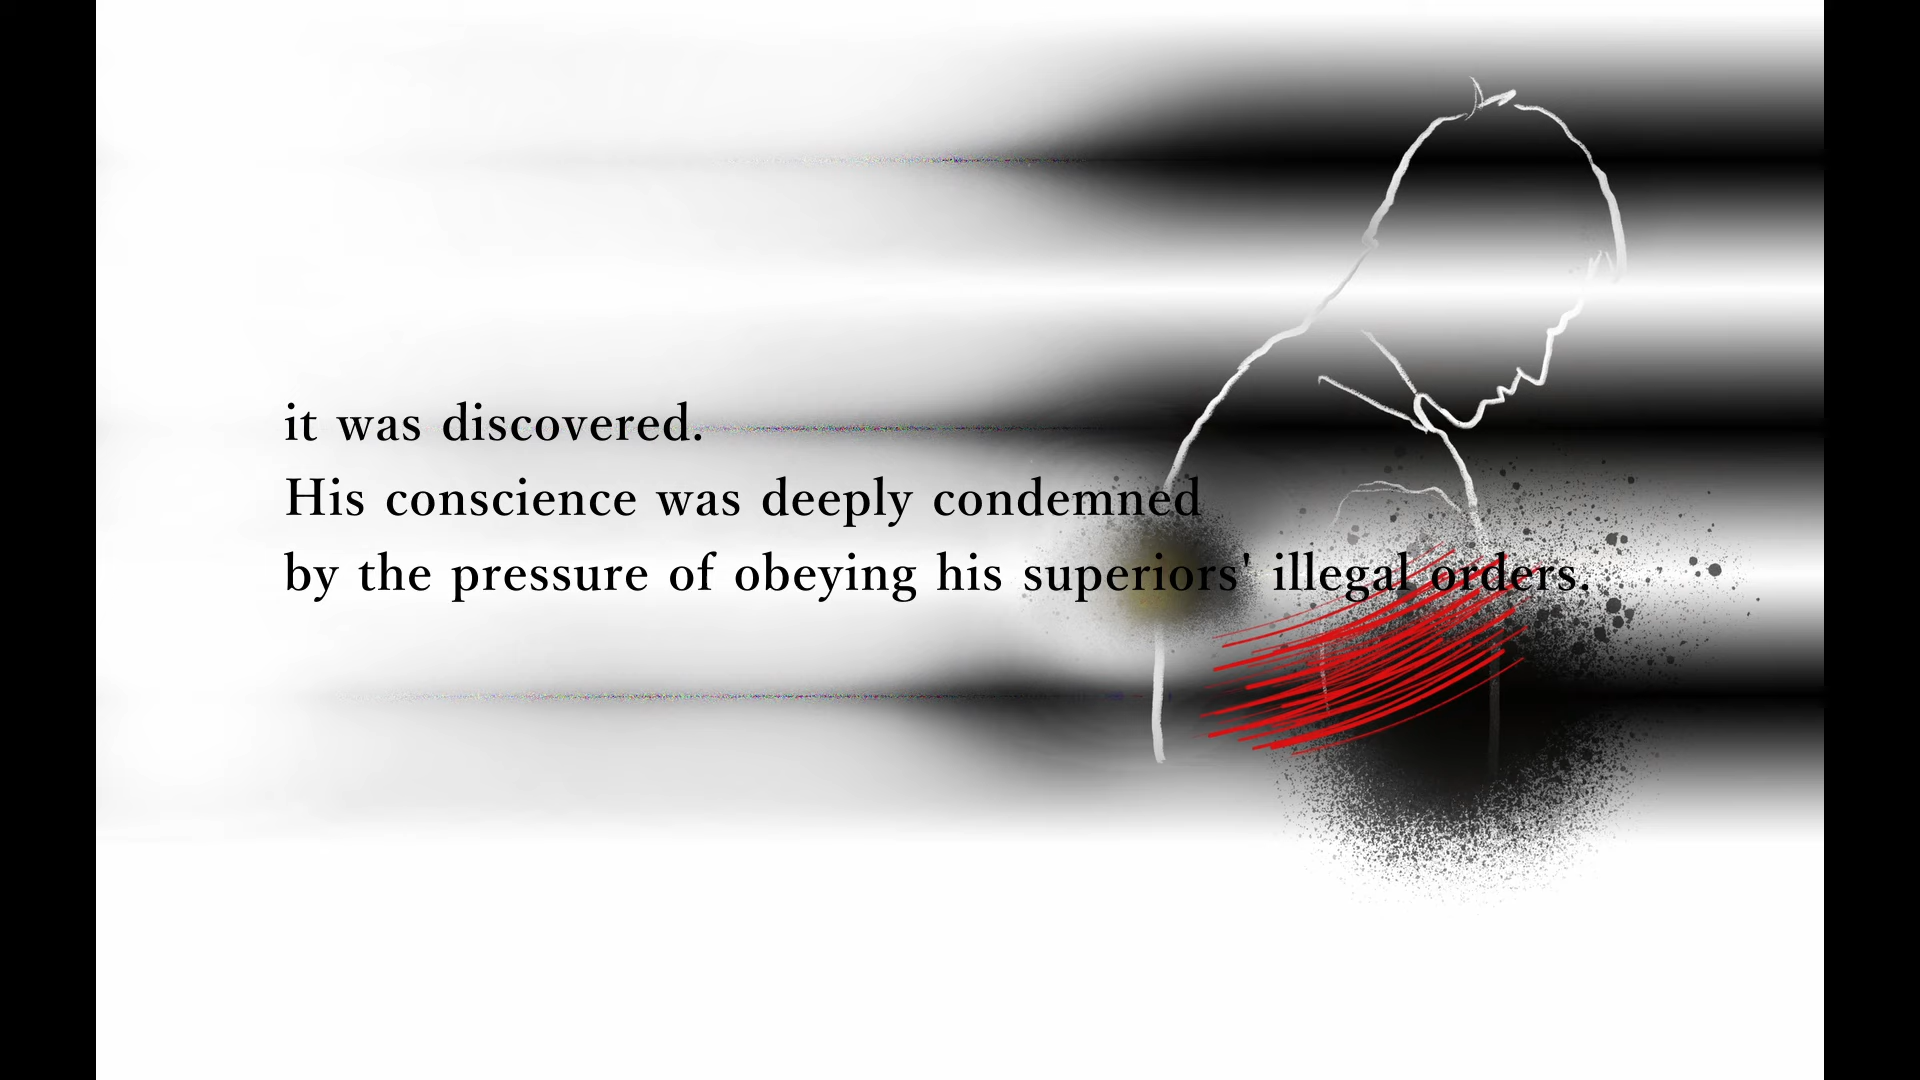 it was discovered.
His conscience was deeply condemned
by the pressure of obeying his superiors' illegal orders.